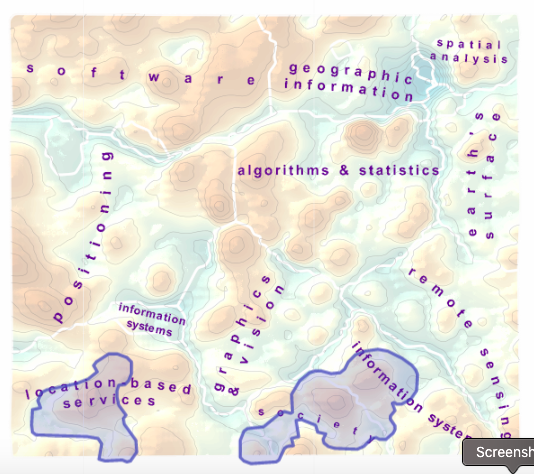 spatial
analysis
software
geographic
information
earth's
surface
algorithms & statistics
positioning
remote sensing
information
systems
graphics
& vision
location based
services
society
information system
Screensh